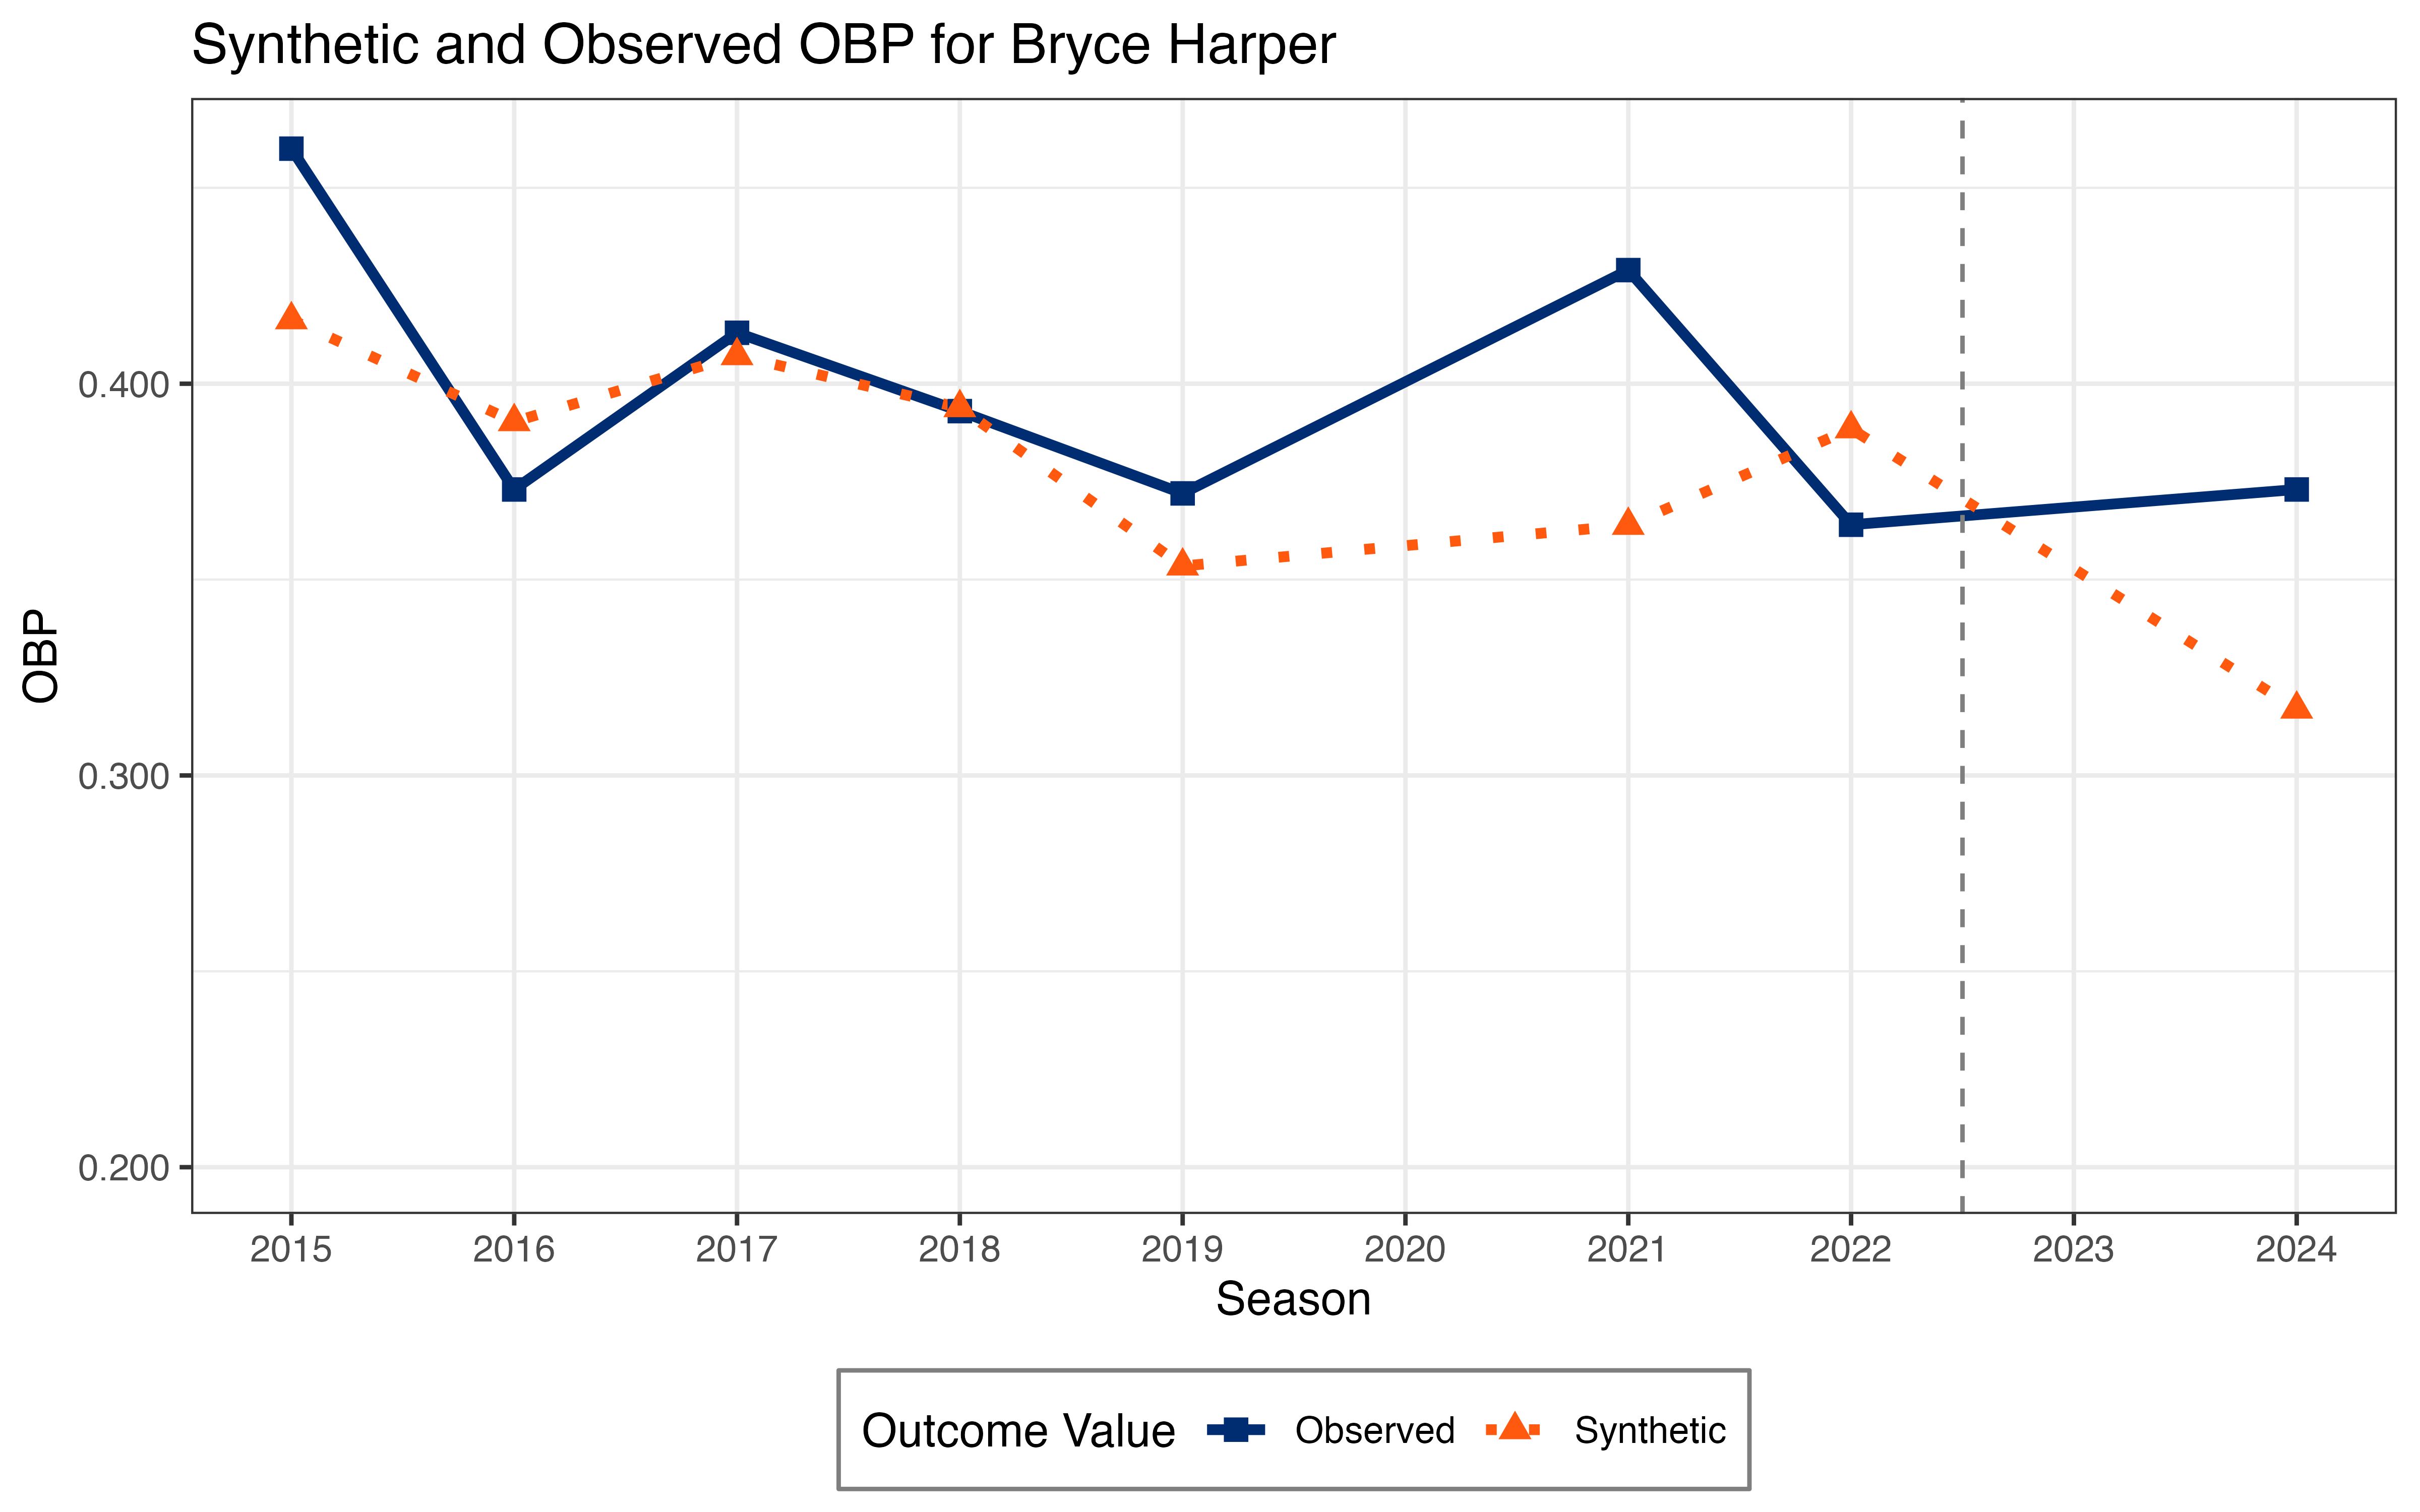 Synthetic and Observed OBP for Bryce Harper
OBP
0.400
0.300
0.200
2015 2016 2017 2018 2019 2020 2021 2022 2023 2024
Season
Outcome Value Observed Synthetic